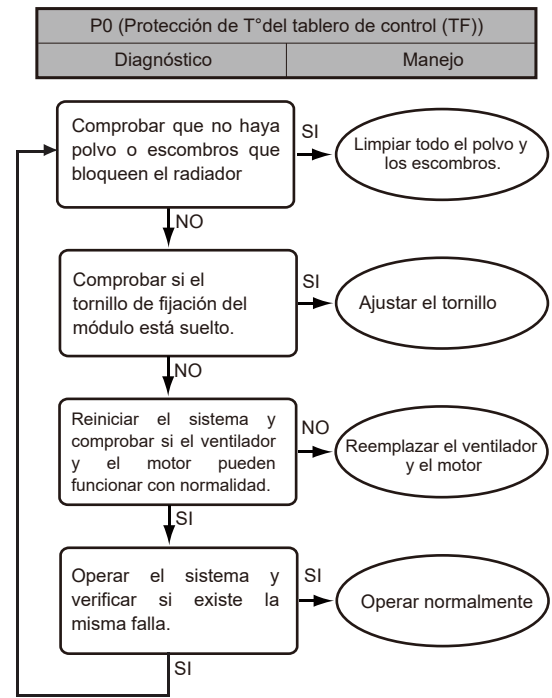 P0 (Protección de T°del tablero de control (TF))
Diagnóstico
Manejo
Comprobar que no haya
polvo o escombros que
bloqueen el radiador
SI
Limpiar todo el polvo y
los escombros.
NO
Comprobar si el
tornillo de fijación del
módulo está suelto.
SI
Ajustar el tornillo
NO
Reiniciar el sistema y
comprobar si el ventilador
y el motor pueden
funcionar con normalidad.
NO
Reemplazar el ventilador
y el motor
SI
Operar el sistema y
verificar si existe la
misma falla.
SI
Operar normalmente
SI